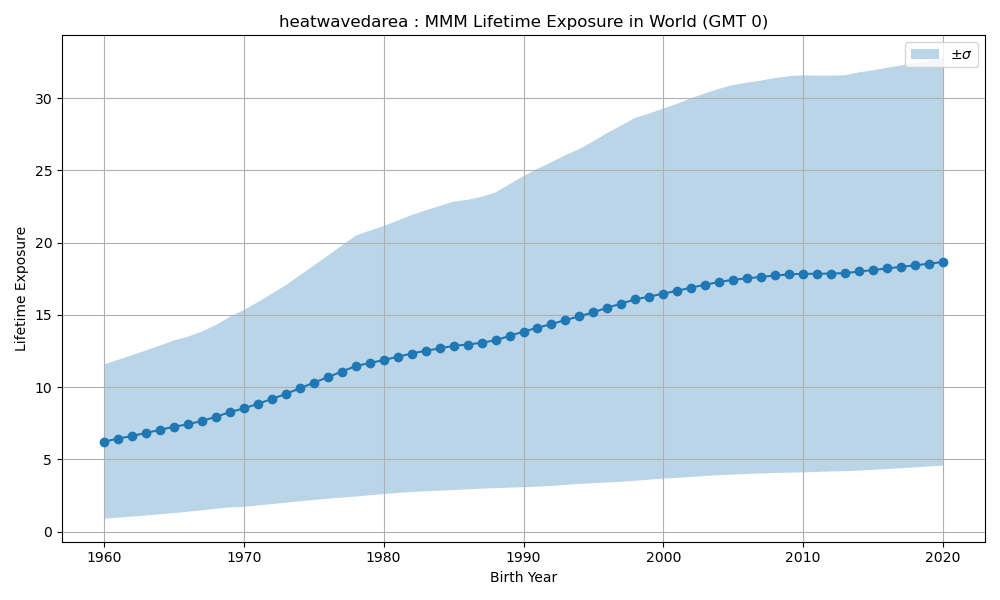 heatwavedarea : MMM Lifetime Exposure in World (GMT 0)
±σ
Lifetime Exposure
30
25
20
15
10
5
0
1960 1970 1980 1990 2000 2010 2020
Birth Year